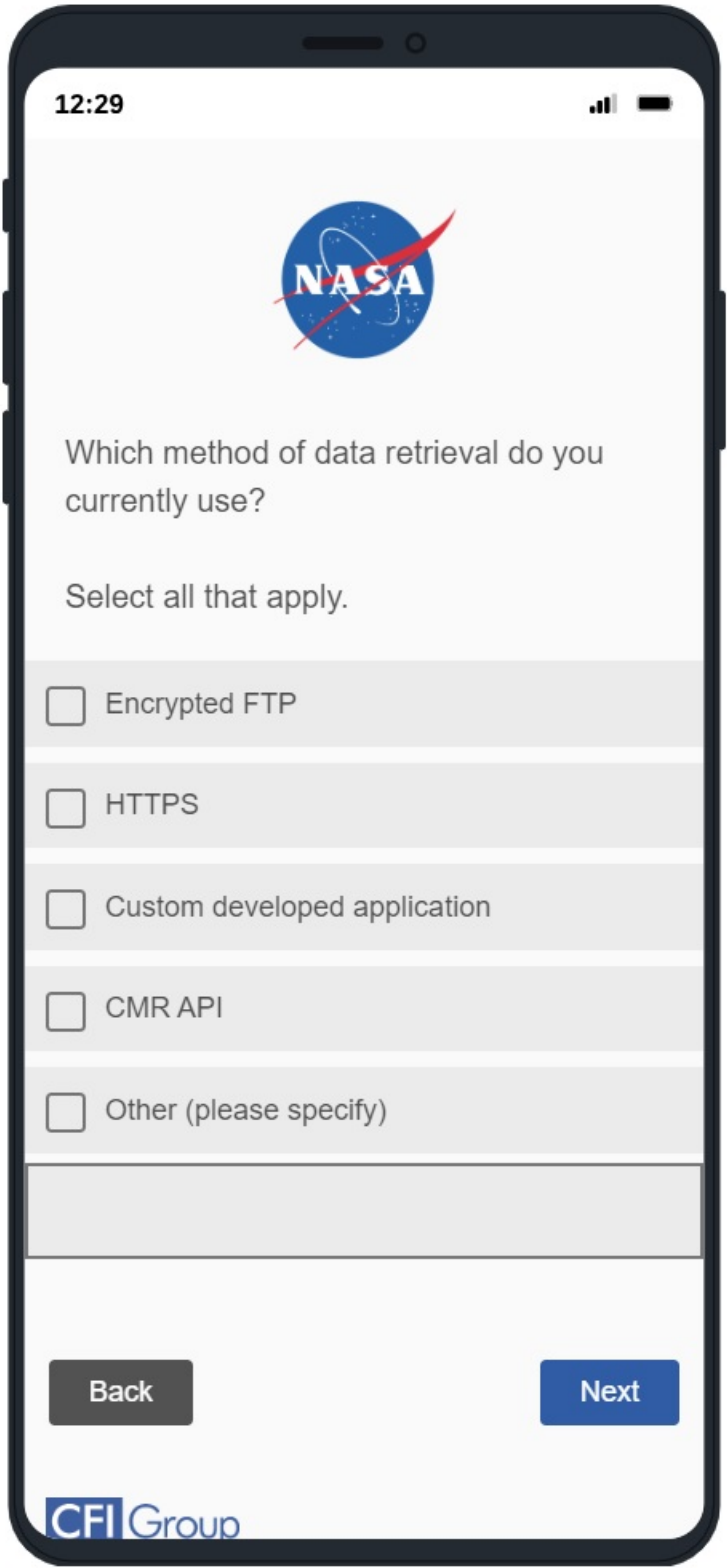 12:29
NASA
Which method of data retrieval do you
currently use?
Select all that apply.
Encrypted FTP
HTTPS
Custom developed application
CMR API
Other (please specify)
Back
Next
CFI Group